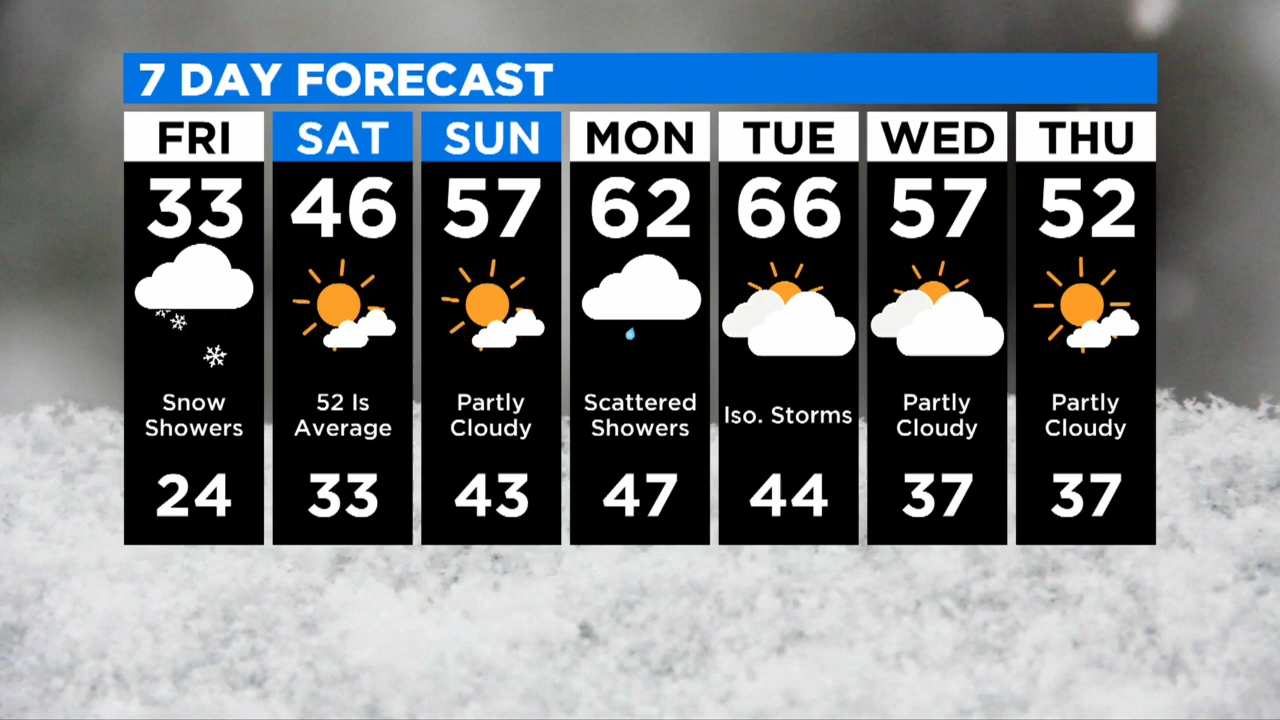 7 DAY FORECAST
FRI SAT SUN MON TUE WED THU
33 46 57 62 66 57 52
Snow 52 Is Partly Scattered Iso. Storms Partly Partly
Showers Average Cloudy Showers Cloudy Cloudy
24 33 43 47 44 37 37